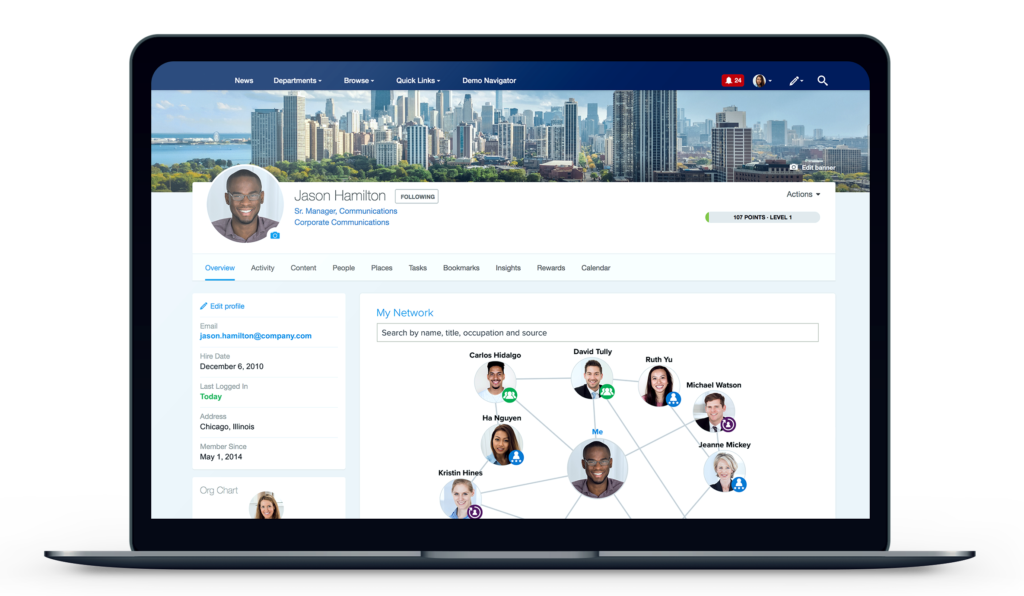 News Departments Browse Quick Links Demo Navigator 24
Edit banner
Jason Hamilton FOLLOWING
Actions
Sr. Manager, Communications
Corporate Communications
107 POINTS · LEVEL 1
Overview Activity Content People Places Tasks Bookmarks Insights Rewards Calendar
Edit profile
Email
jason.hamilton@company.com
Hire Date
December 6, 2010
Last Logged In
Today
Address
Chicago, Illinois
Member Since
May 1, 2014
Org Chart
My Network
Search by name, title, occupation and source
Carlos Hidalgo
David Tully
Ruth Yu
Michael Watson
Ha Nguyen
Me
Jeanne Mickey
Kristin Hines